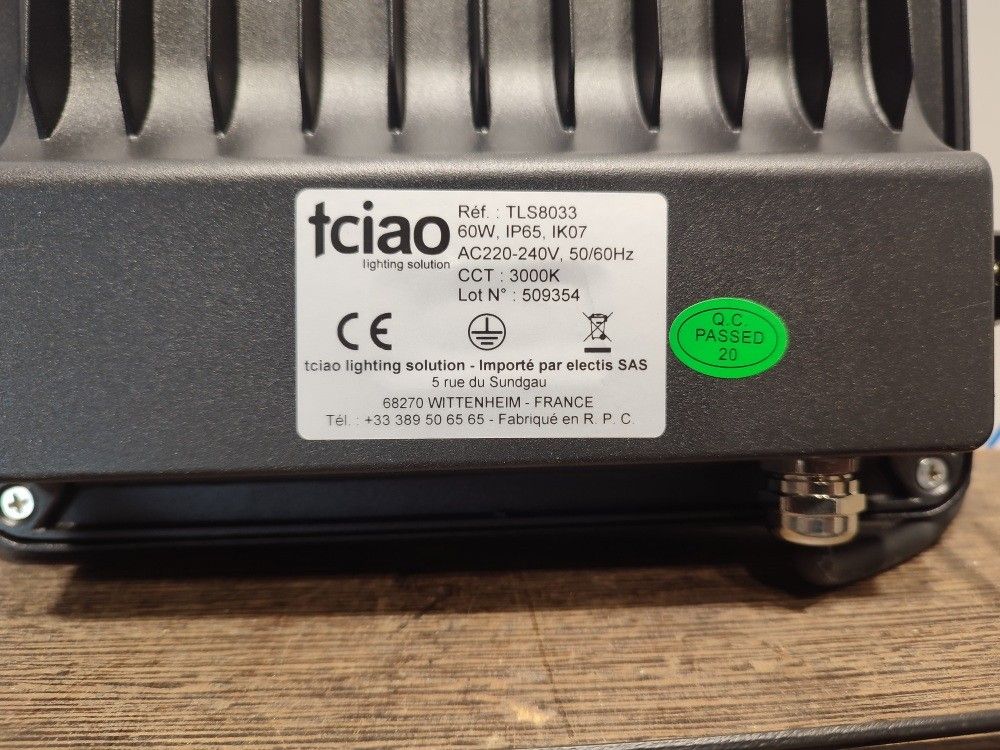 tciao
lighting solution
Réf. : TLS8033
60W, IP65, IK07
AC220-240V, 50/60Hz
CCT : 3000K
Lot N° : 509354
CE
tciao lighting solution - Importé par electis SAS
5 rue du Sundgau
68270 WITTENHEIM - FRANCE
Tél. : +33 389 50 65 65 - Fabriqué en R. P. C.
Q.C.
PASSED
20